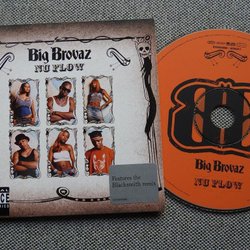 Big Brovaz
NU FLOW
Features the
Blacksmith remix
Big Brovaz
NU FLOW